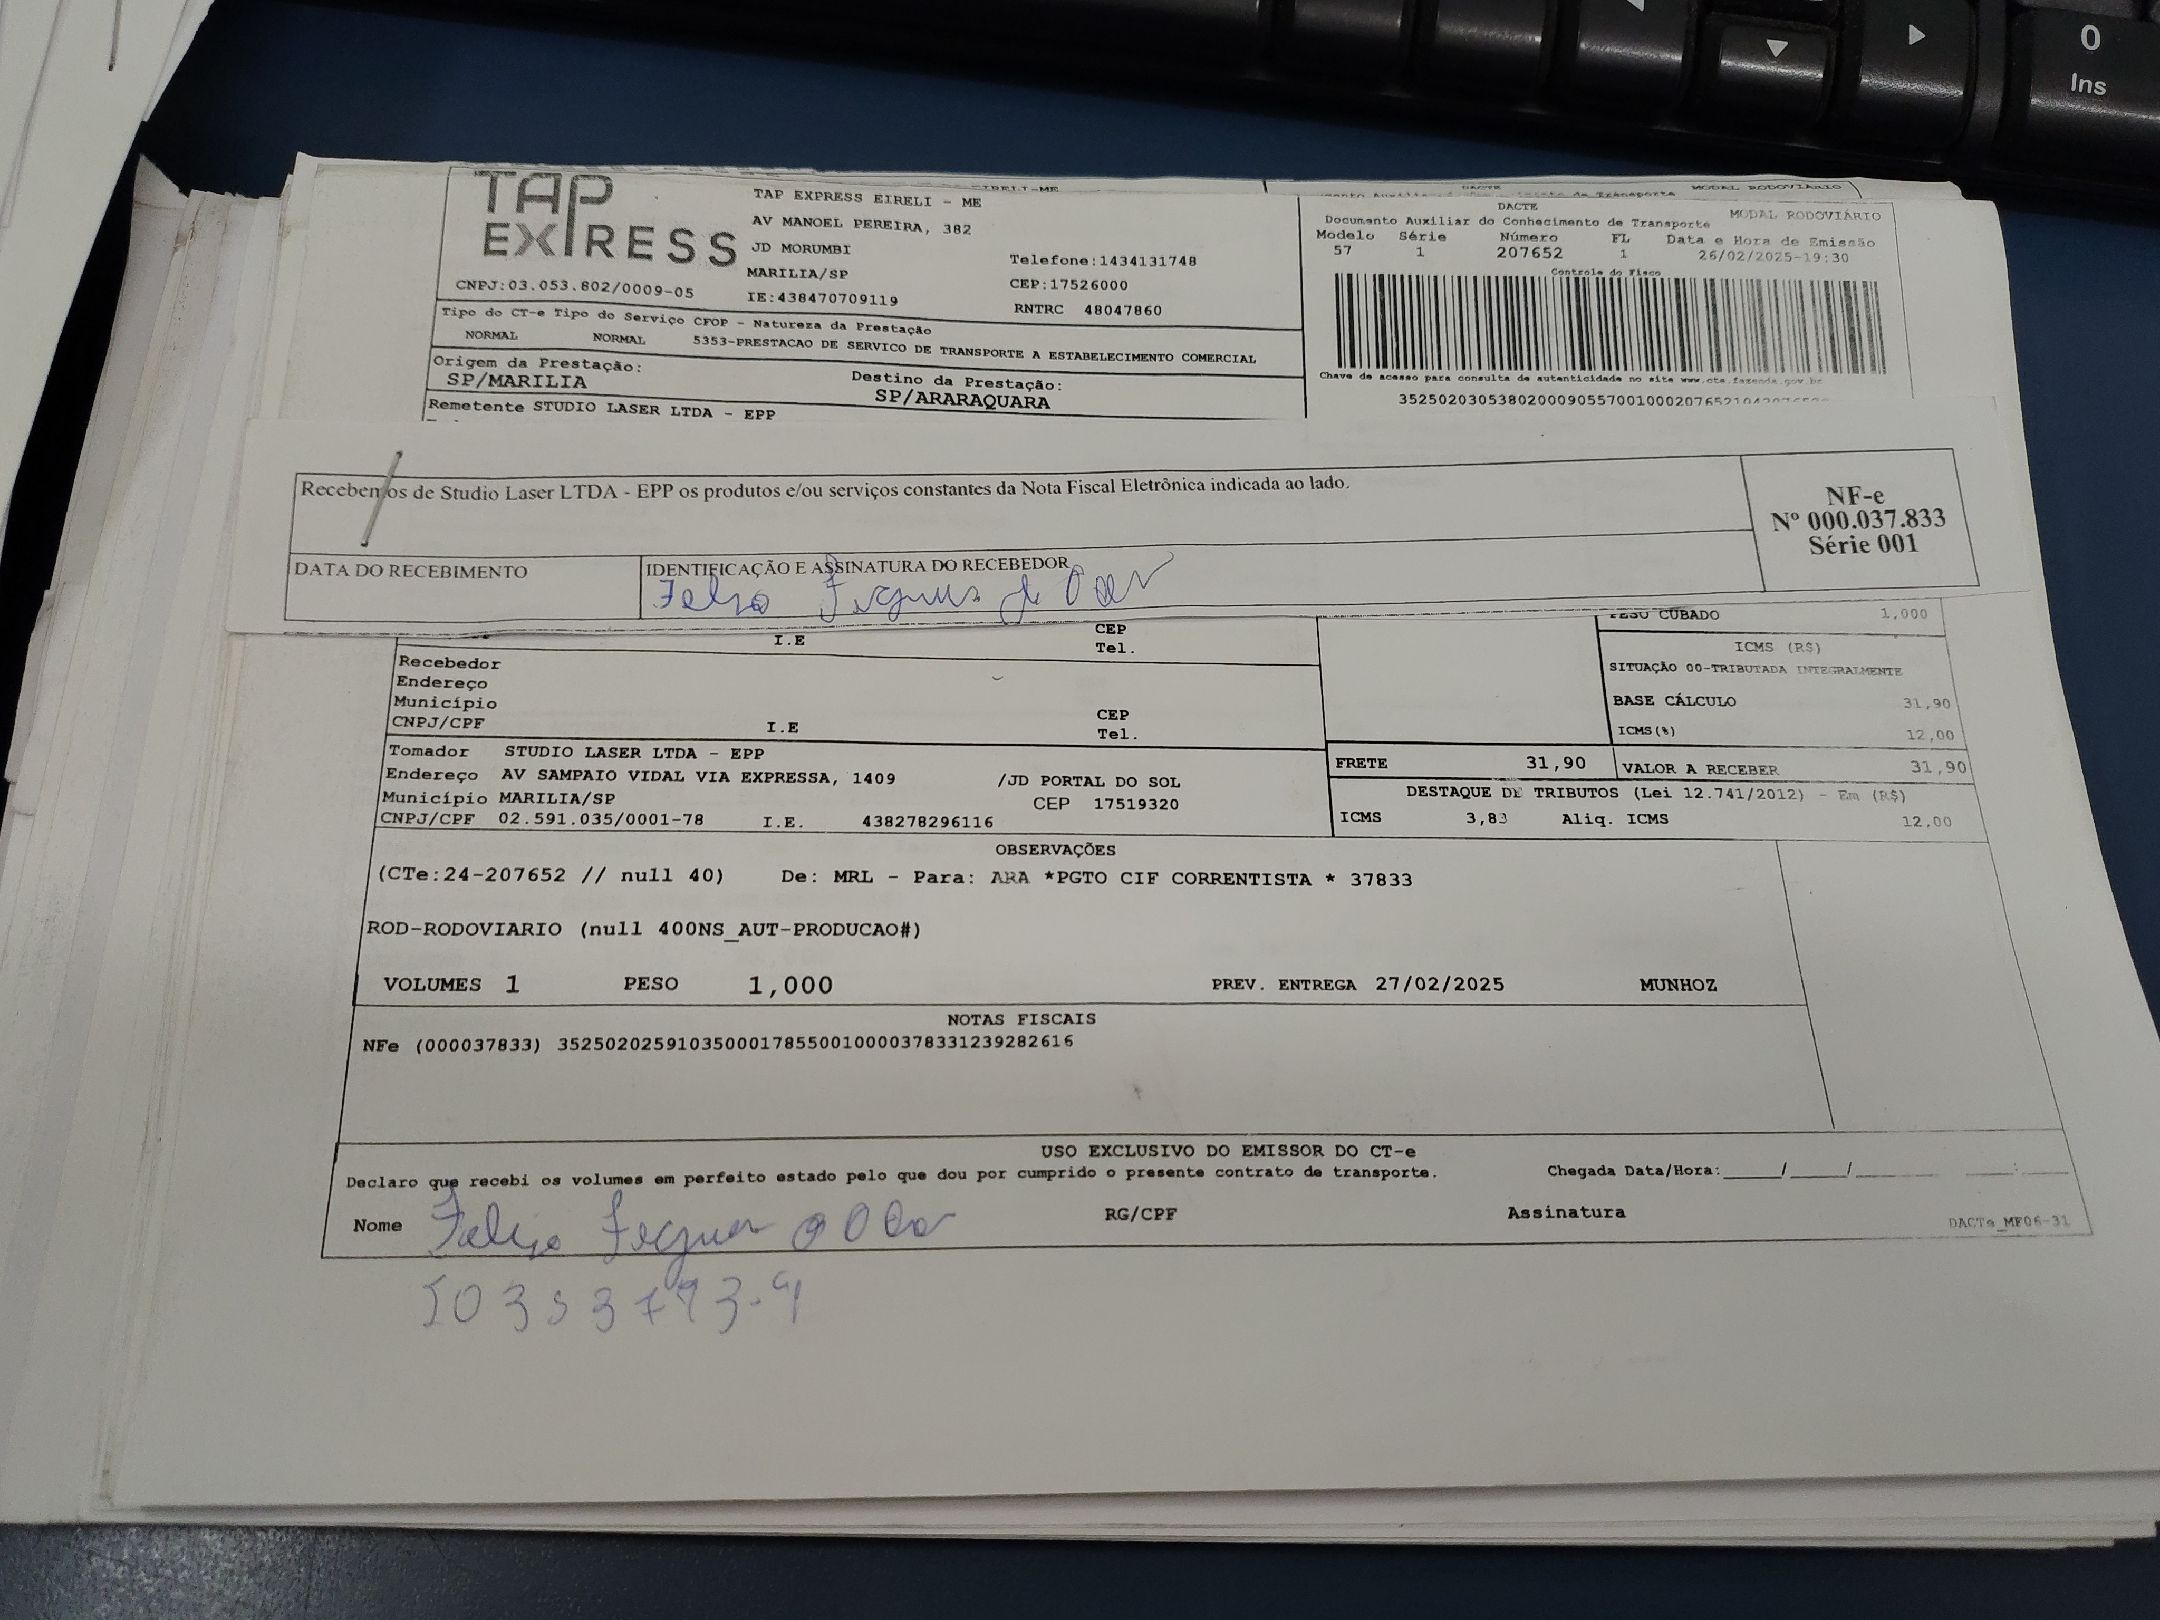 0
Ins
TAP EXPRESS
TAP EXPRESS EIRELI - ME
AV MANOEL PEREIRA, 382
JD MORUMBI
MARILIA/SP
IE:438470709119
Telefone:1434131748
CEP:17526000
RNTRC 48047860
CNPJ:03.053.802/0009-05
DACTE
Documento Auxiliar do Conhecimento de Transporte
MODAL RODOVIÁRIO
Modelo Série Número FL Data e Hora de Emissão
57 1 207652 1 26/02/2025-19:30
Controle do Fisco
Chave de acesso para consulta de autenticidade no site www.cte.fazenda.gov.br
Tipo do CT-e Tipo do Serviço CFOP - Natureza da Prestação
NORMAL NORMAL 5353-PRESTACAO DE SERVICO DE TRANSPORTE A ESTABELECIMENTO COMERCIAL
Origem da Prestação:
SP/MARILIA
Destino da Prestação:
SP/ARARAQUARA
Remetente STUDIO LASER LTDA - EPP
Recebemos de Studio Laser LTDA - EPP os produtos e/ou serviços constantes da Nota Fiscal Eletrônica indicada ao lado.
NF-e
Nº 000.037.833
Série 001
DATA DO RECEBIMENTO
IDENTIFICAÇÃO E ASSINATURA DO RECEBEDOR
I.E
CEP
Tel.
PESO CUBADO 1,000
ICMS (R$)
SITUAÇÃO 00-TRIBUTADA INTEGRALMENTE
BASE CÁLCULO 31,90
ICMS(%) 12,00
Recebedor
Endereço
Município
CNPJ/CPF I.E
CEP
Tel.
Tomador STUDIO LASER LTDA - EPP
Endereço AV SAMPAIO VIDAL VIA EXPRESSA, 1409 /JD PORTAL DO SOL
Município MARILIA/SP CEP 17519320
CNPJ/CPF 02.591.035/0001-78 I.E. 438278296116
FRETE 31,90 VALOR A RECEBER 31,90
DESTAQUE DE TRIBUTOS (Lei 12.741/2012) - Em (R$)
ICMS 3,83 Aliq. ICMS 12,00
OBSERVAÇÕES
(CTe:24-207652 // null 40) De: MRL - Para: ARA *PGTO CIF CORRENTISTA * 37833
ROD-RODOVIARIO (null 400NS_AUT-PRODUCAO#)
VOLUMES 1 PESO 1,000 PREV. ENTREGA 27/02/2025 MUNHOZ
NOTAS FISCAIS
NFe (000037833) 35250202591035000178550010000378331239282616
USO EXCLUSIVO DO EMISSOR DO CT-e
Declaro que recebi os volumes em perfeito estado pelo que dou por cumprido o presente contrato de transporte. Chegada Data/Hora:____/____/____ ____:____
Nome RG/CPF Assinatura
DACTe_MF06-31